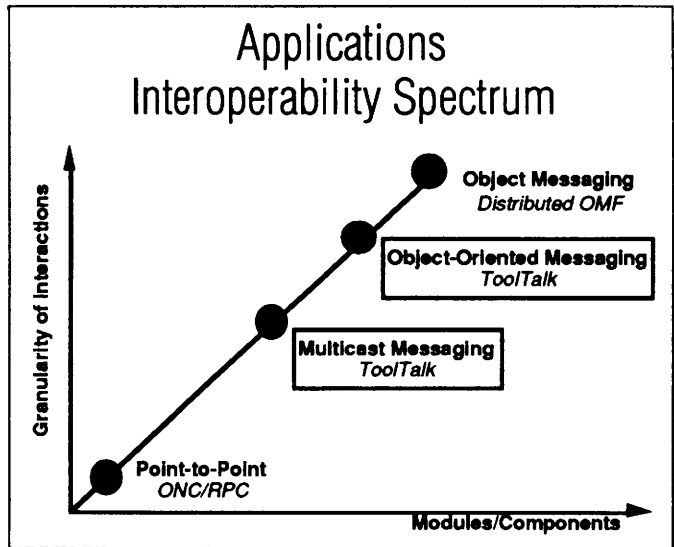 Applications
Interoperability Spectrum
Granularity of Interactions
Object Messaging
Distributed OMF
Object-Oriented Messaging
ToolTalk
Multicast Messaging
ToolTalk
Point-to-Point
ONC/RPC
Modules/Components